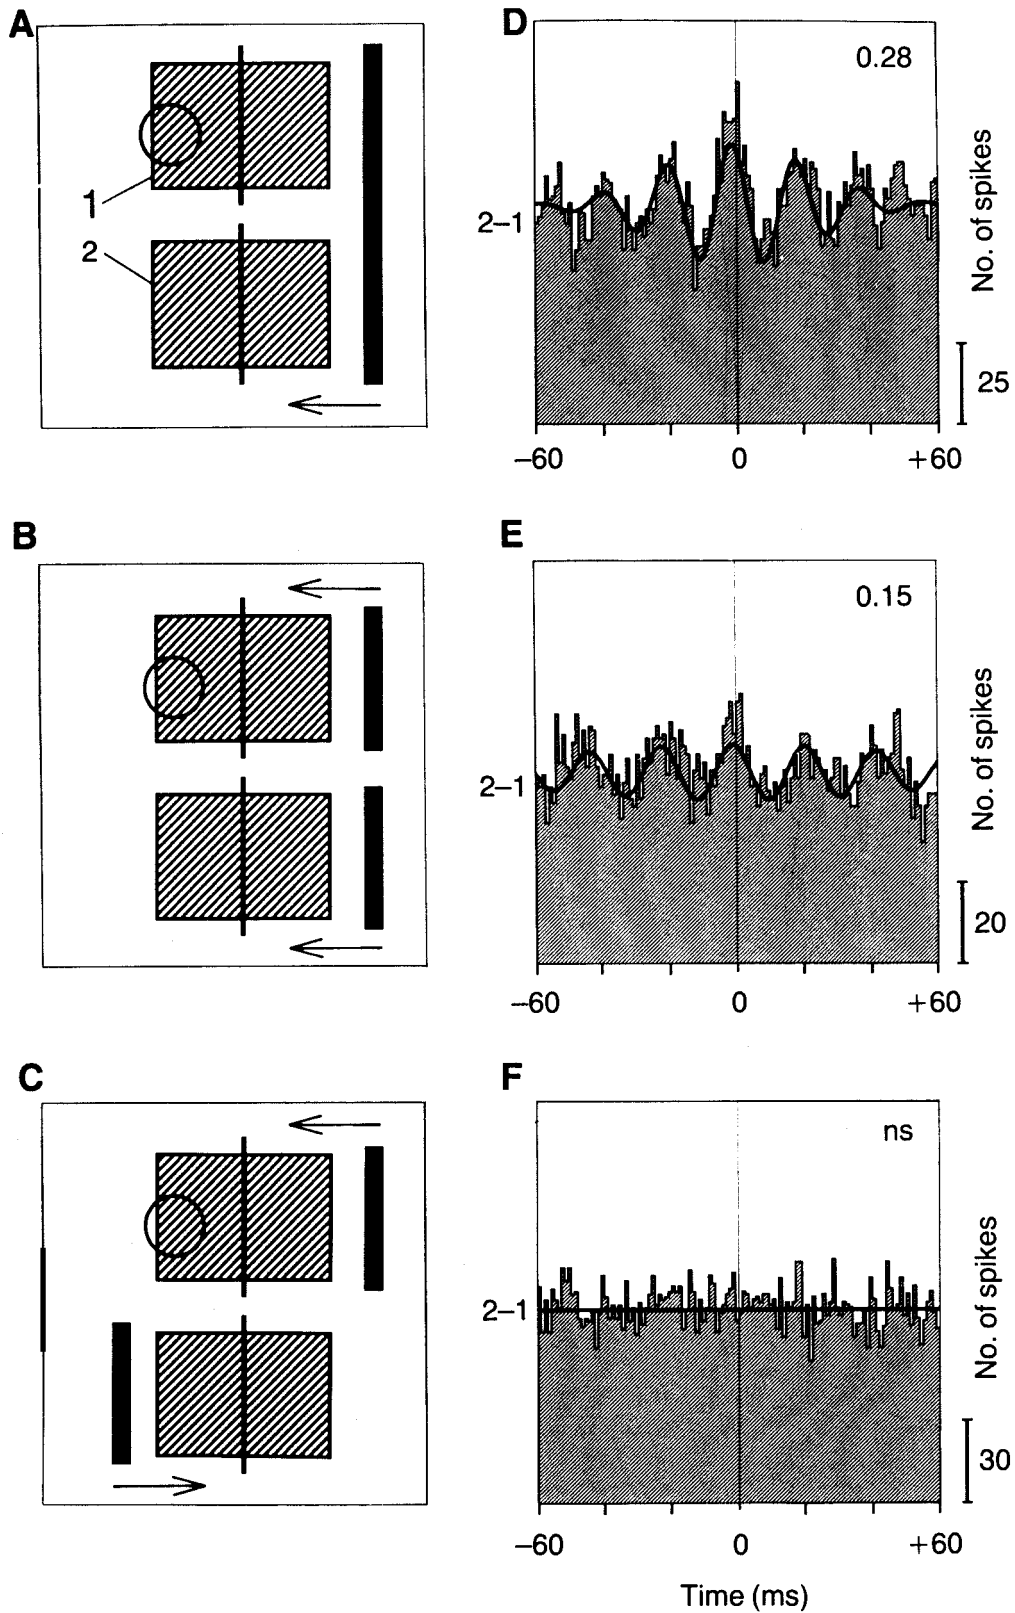 A
1
2
D
0.28
2–1
No. of spikes
25
–60
0
+60
B
E
0.15
2–1
No. of spikes
20
–60
0
+60
C
F
ns
2–1
No. of spikes
30
–60
0
+60
Time (ms)